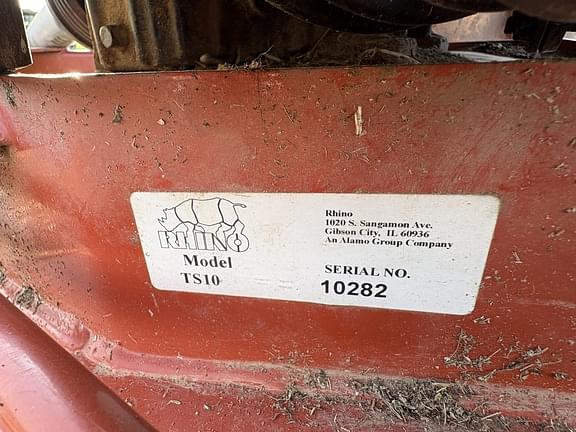 RHINO
Model
TS10
Rhino
1020 S. Sangamon Ave.
Gibson City, IL 60936
An Alamo Group Company
SERIAL NO.
10282